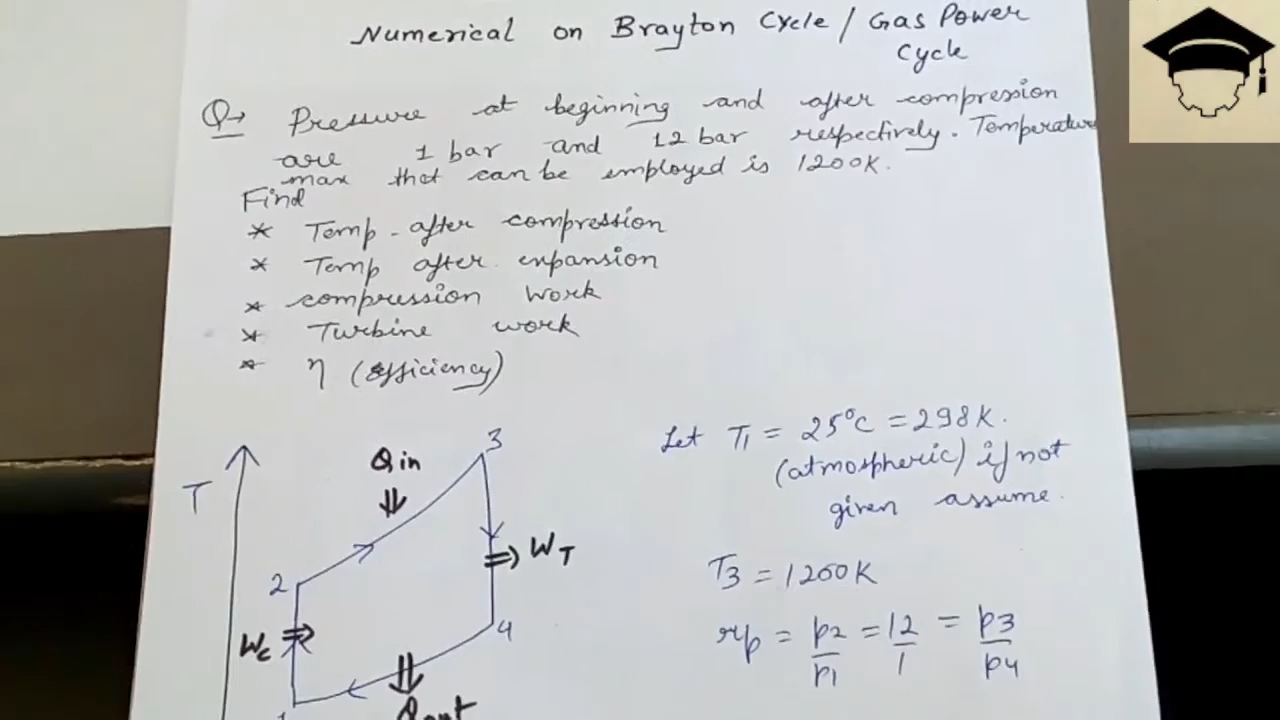 Numerical on Brayton Cycle / Gas Power
Cycle
Q→ Pressure at beginning and after compression
are 1 bar and 12 bar respectively. Temperature
max that can be employed is 1200K.
Find
* Temp. after compression
* Temp after expansion
* compression work
* Turbine work
* η (efficiency)
Let T1 = 25°C = 298K.
(atmospheric) if not
given assume.
T3 = 1200K
rp = p2/p1 = 12/1 = p3/p4
T
Q in
3
2
WT
Wc
4
1
Qout